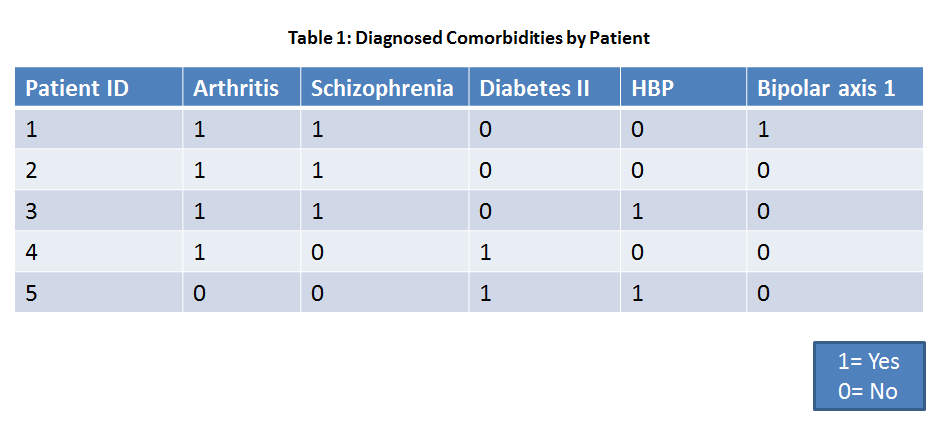 Table 1: Diagnosed Comorbidities by Patient
Patient ID Arthritis Schizophrenia Diabetes II HBP Bipolar axis 1
1 1 1 0 0 1
2 1 1 0 0 0
3 1 1 0 1 0
4 1 0 1 0 0
5 0 0 1 1 0
1= Yes
0= No